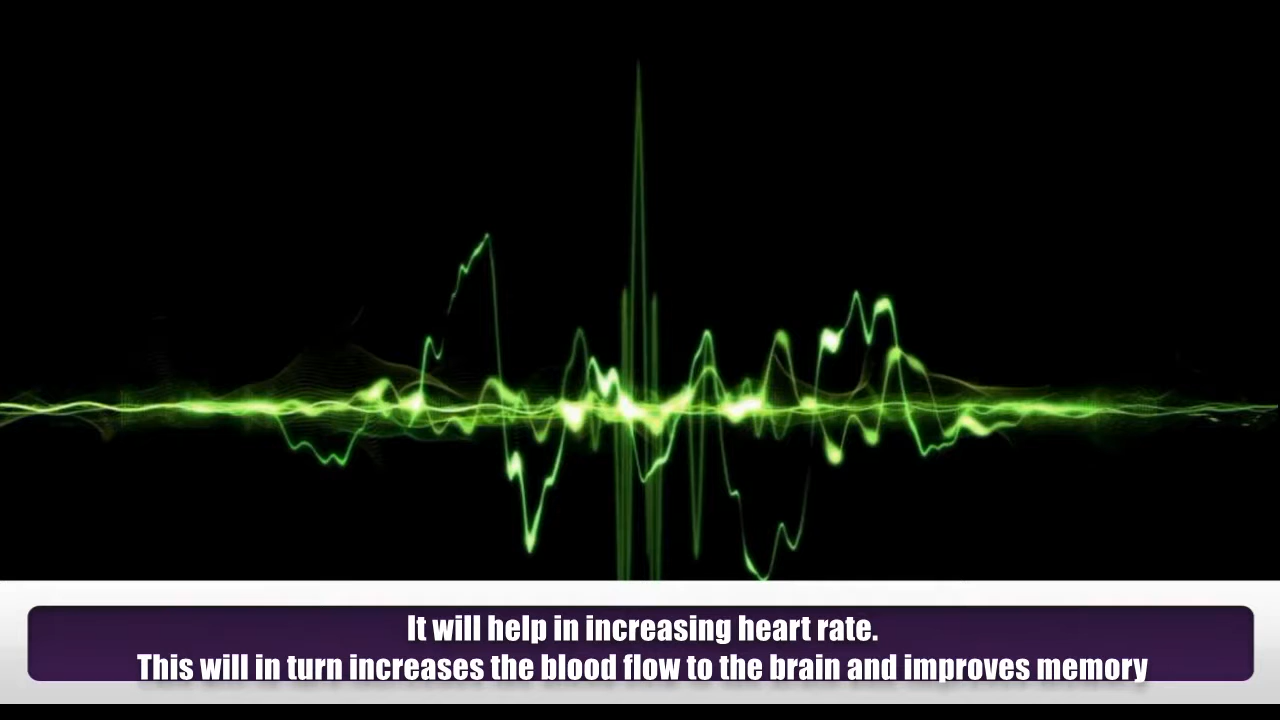 It will help in increasing heart rate.
This will in turn increases the blood flow to the brain and improves memory